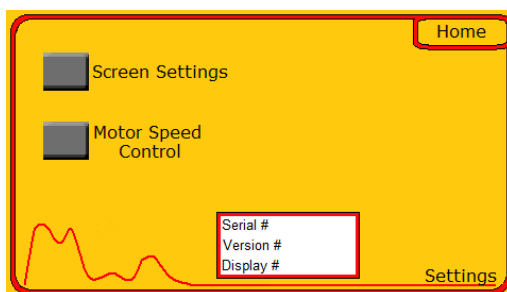 Home
Screen Settings
Motor Speed
Control
Serial #
Version #
Display #
Settings